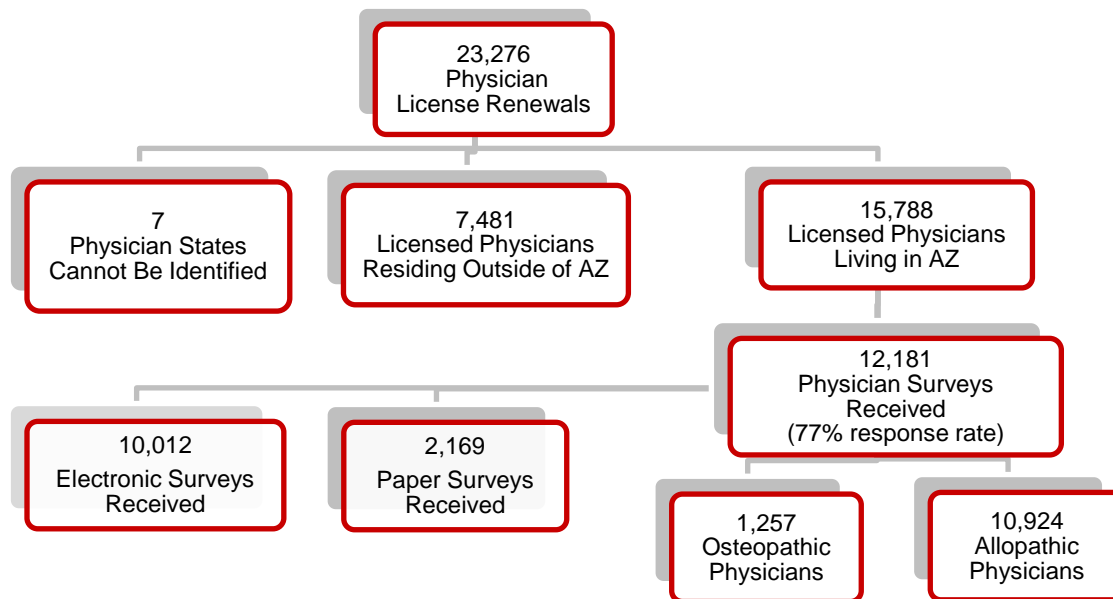 23,276
Physician
License Renewals
7
Physician States
Cannot Be Identified
7,481
Licensed Physicians
Residing Outside of AZ
15,788
Licensed Physicians
Living in AZ
12,181
Physician Surveys
Received
(77% response rate)
10,012
Electronic Surveys
Received
2,169
Paper Surveys
Received
1,257
Osteopathic
Physicians
10,924
Allopathic
Physicians